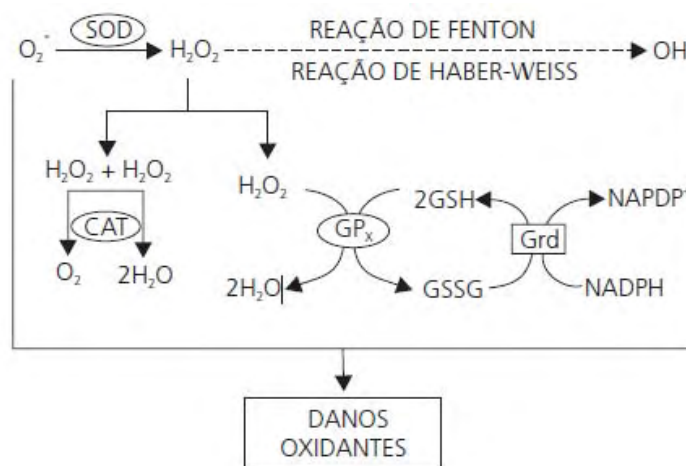 O₂⁻ SOD H₂O₂ REAÇÃO DE FENTON OH
REAÇÃO DE HABER-WEISS
H₂O₂ + H₂O₂
CAT
O₂ 2H₂O
H₂O₂ 2GSH NAPDP⁺
GPₓ Grd
2H₂O GSSG NADPH
DANOS
OXIDANTES